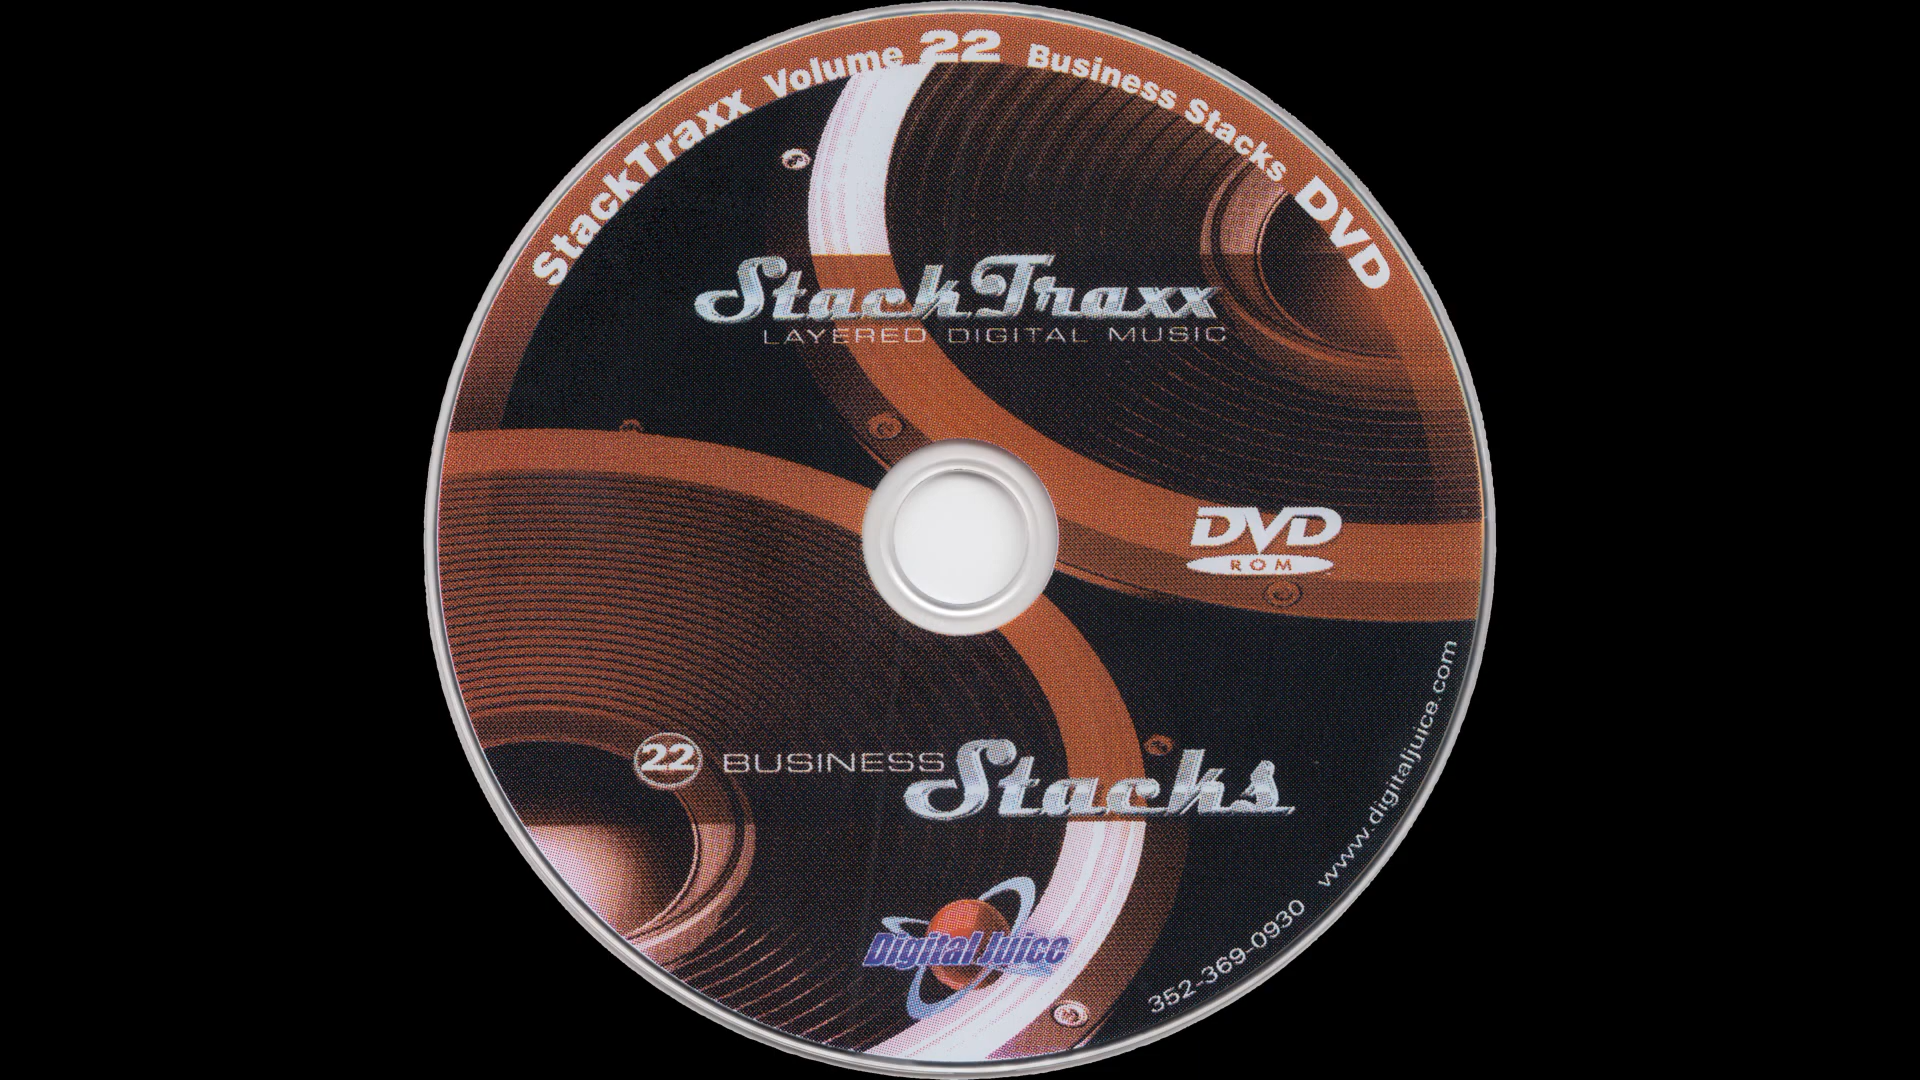 StackTraxx Volume 22 Business Stacks DVD
StackTraxx
LAYERED DIGITAL MUSIC
DVD
ROM
22 BUSINESS Stacks
Digital Juice
www.digitaljuice.com
352-369-0930